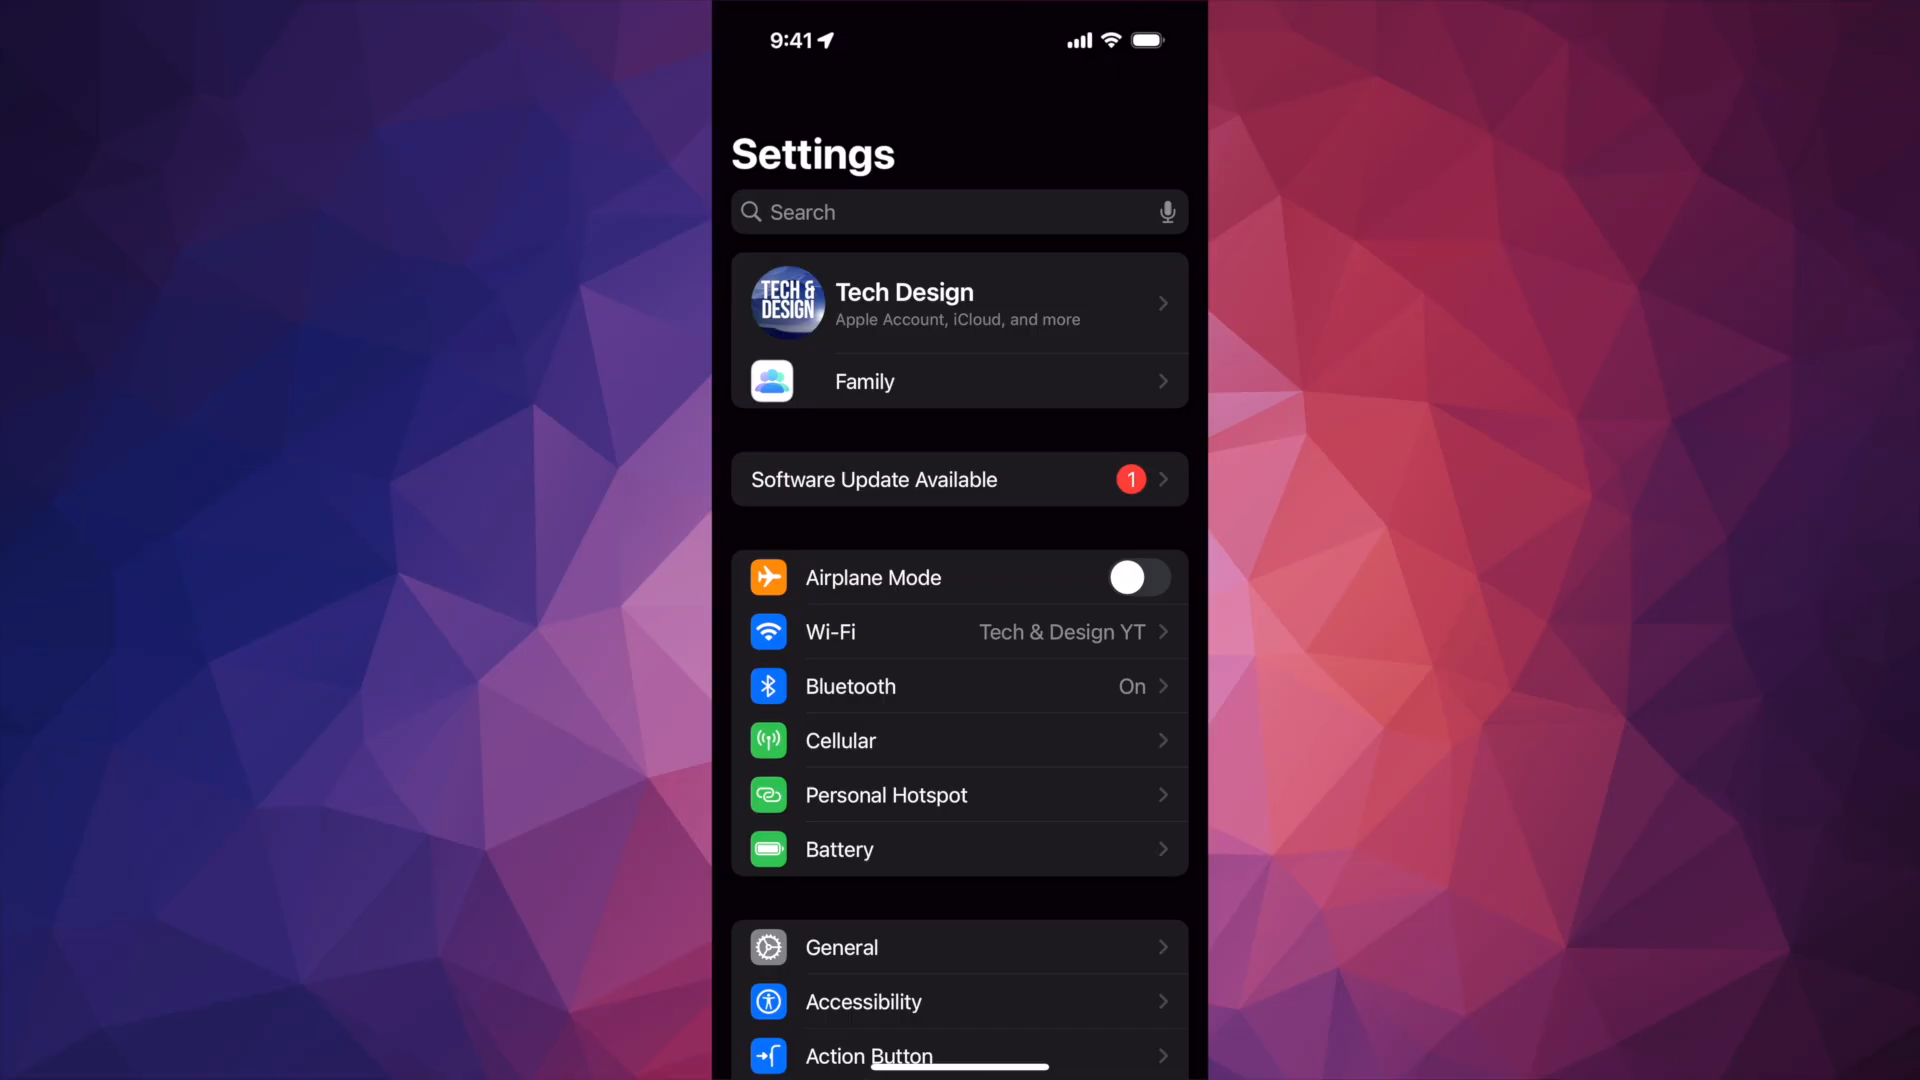 9:41
Settings
Search
TECH &
DESIGN
Tech Design
Apple Account, iCloud, and more
Family
Software Update Available 1
Airplane Mode
Wi-Fi Tech & Design YT
Bluetooth On
Cellular
Personal Hotspot
Battery
General
Accessibility
Action Button